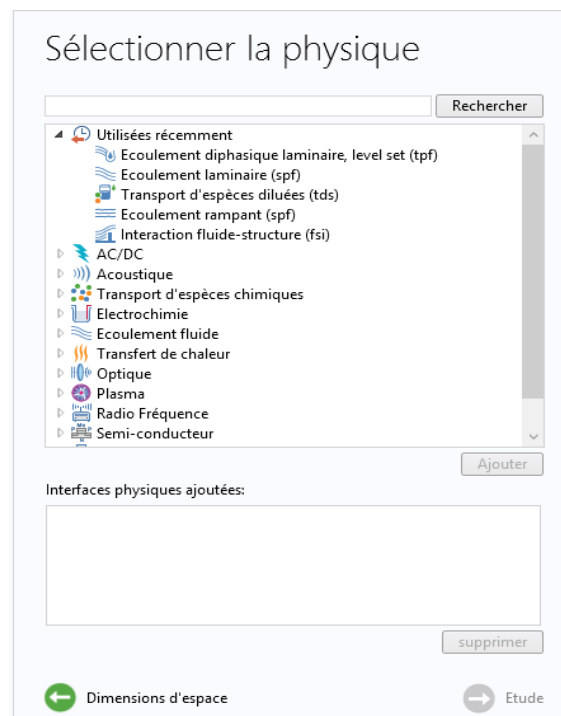 Sélectionner la physique
Rechercher
Utilisées récemment
Ecoulement diphasique laminaire, level set (tpf)
Ecoulement laminaire (spf)
Transport d'espèces diluées (tds)
Ecoulement rampant (spf)
Interaction fluide-structure (fsi)
AC/DC
Acoustique
Transport d'espèces chimiques
Electrochimie
Ecoulement fluide
Transfert de chaleur
Optique
Plasma
Radio Fréquence
Semi-conducteur
Ajouter
Interfaces physiques ajoutées:
supprimer
Dimensions d'espace
Etude